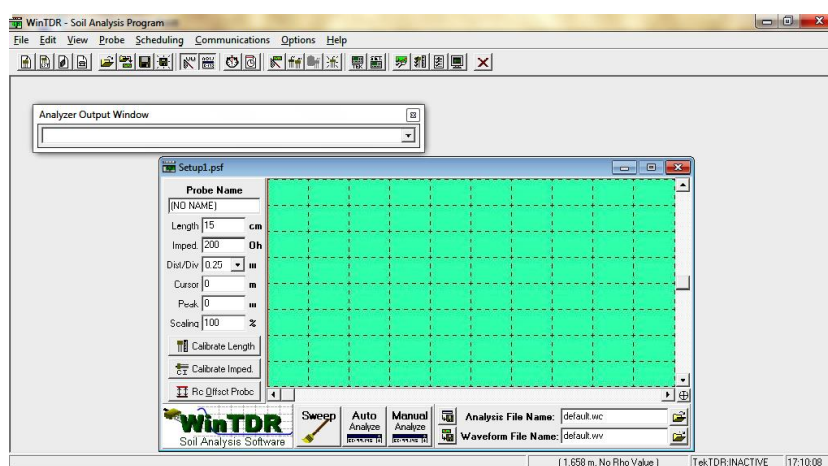 WinTDR - Soil Analysis Program
File Edit View Probe Scheduling Communications Options Help
Analyzer Output Window
Setup1.psf
Probe Name
(NO NAME)
Length 15 cm
Imped. 200 Oh
Dist/Div 0.25 m
Cursor 0 m
Peak 0 m
Scaling 100 %
Calibrate Length
Calibrate Imped.
Rc Offset Probe
WinTDR
Soil Analysis Software
Sweep
Auto Analyze
Manual Analyze
Analysis File Name: default.wc
Waveform File Name: default.wv
( 1.658 m, No Rho Value ) TekTDR:INACTIVE 17:10:08